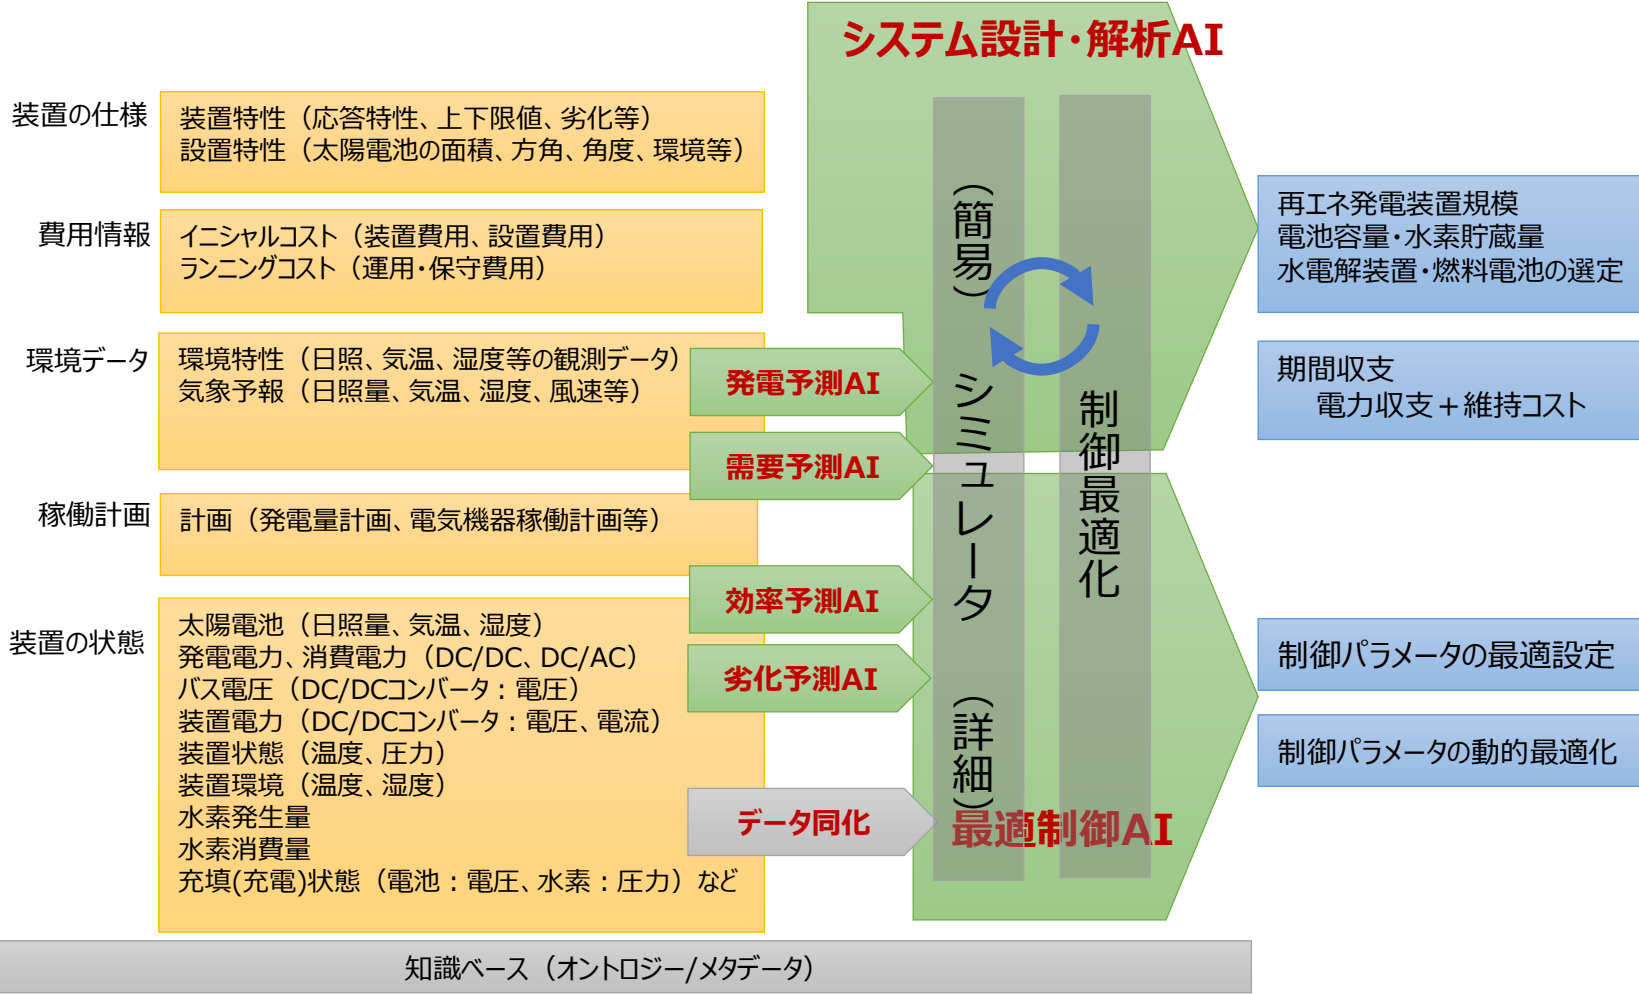 システム設計・解析AI
装置の仕様
装置特性（応答特性、上下限値、劣化等）
設置特性（太陽電池の面積、方角、角度、環境等）
費用情報
イニシャルコスト（装置費用、設置費用）
ランニングコスト（運用・保守費用）
環境データ
環境特性（日照、気温、湿度等の観測データ）
気象予報（日照量、気温、湿度、風速等）
稼働計画
計画（発電量計画、電気機器稼働計画等）
装置の状態
太陽電池（日照量、気温、湿度）
発電電力、消費電力（DC/DC、DC/AC）
バス電圧（DC/DCコンバータ：電圧）
装置電力（DC/DCコンバータ：電圧、電流）
装置状態（温度、圧力）
装置環境（温度、湿度）
水素発生量
水素消費量
充填(充電)状態（電池：電圧、水素：圧力）など
発電予測AI
需要予測AI
効率予測AI
劣化予測AI
データ同化
（簡易）シミュレータ（詳細）
制御最適化
最適制御AI
再エネ発電装置規模
電池容量・水素貯蔵量
水電解装置・燃料電池の選定
期間収支
電力収支＋維持コスト
制御パラメータの最適設定
制御パラメータの動的最適化
知識ベース（オントロジー/メタデータ）